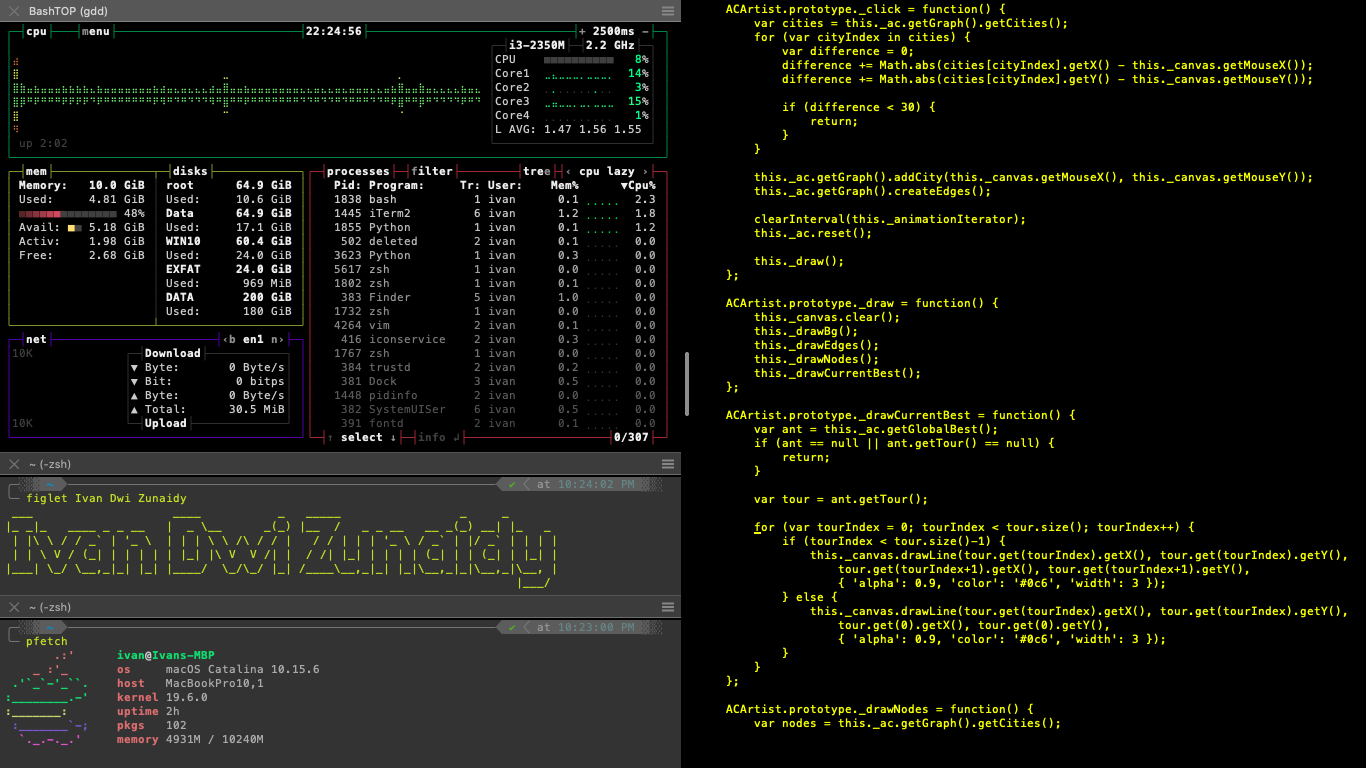 BashTOP (gdd)
cpu menu 22:24:56 + 2500ms -
i3-2350M 2.2 GHz
CPU 8%
Core1 14%
Core2 3%
Core3 15%
Core4 1%
L AVG: 1.47 1.56 1.55
up 2:02
mem
Memory: 10.0 GiB
Used: 4.81 GiB
48%
Avail: 5.18 GiB
Activ: 1.98 GiB
Free: 2.68 GiB
disks
root 64.9 GiB
Used: 10.6 GiB
Data 64.9 GiB
Used: 17.1 GiB
WIN10 60.4 GiB
Used: 24.0 GiB
EXFAT 24.0 GiB
Used: 969 MiB
DATA 200 GiB
Used: 180 GiB
net ‹b en1 n›
10K
Download
▼ Byte: 0 Byte/s
▼ Bit: 0 bitps
▲ Byte: 0 Byte/s
▲ Total: 30.5 MiB
Upload
10K
processes filter tree ‹ cpu lazy ›
Pid: Program: Tr: User: Mem% ▼Cpu%
1838 bash 1 ivan 0.1 2.3
1445 iTerm2 6 ivan 1.2 1.8
1855 Python 1 ivan 0.1 1.2
502 deleted 2 ivan 0.1 0.0
3623 Python 1 ivan 0.3 0.0
5617 zsh 1 ivan 0.0 0.0
1802 zsh 1 ivan 0.1 0.0
383 Finder 5 ivan 1.0 0.0
1732 zsh 1 ivan 0.0 0.0
4264 vim 2 ivan 0.1 0.0
416 iconservice 2 ivan 0.1 0.0
1767 zsh 1 ivan 0.0 0.0
384 trustd 2 ivan 0.2 0.0
381 Dock 3 ivan 0.5 0.0
1448 pidinfo 2 ivan 0.0 0.0
382 SystemUISer 6 ivan 0.5 0.0
391 fontd 2 ivan 0.1 0.0
↑ select ↓ info ↲ 0/307
~ (-zsh)
~ ✔ at 10:24:02 PM
figlet Ivan Dwi Zunaidy
Ivan Dwi Zunaidy
~ (-zsh)
~ ✔ at 10:23:00 PM
pfetch
ivan@Ivans-MBP
os macOS Catalina 10.15.6
host MacBookPro10,1
kernel 19.6.0
uptime 2h
pkgs 102
memory 4931M / 10240M
ACArtist.prototype._click = function() {
var cities = this._ac.getGraph().getCities();
for (var cityIndex in cities) {
var difference = 0;
difference += Math.abs(cities[cityIndex].getX() - this._canvas.getMouseX());
difference += Math.abs(cities[cityIndex].getY() - this._canvas.getMouseY());
if (difference < 30) {
return;
}
}
this._ac.getGraph().addCity(this._canvas.getMouseX(), this._canvas.getMouseY());
this._ac.getGraph().createEdges();
clearInterval(this._animationIterator);
this._ac.reset();
this._draw();
};
ACArtist.prototype._draw = function() {
this._canvas.clear();
this._drawBg();
this._drawEdges();
this._drawNodes();
this._drawCurrentBest();
};
ACArtist.prototype._drawCurrentBest = function() {
var ant = this._ac.getGlobalBest();
if (ant == null || ant.getTour() == null) {
return;
}
var tour = ant.getTour();
for (var tourIndex = 0; tourIndex < tour.size(); tourIndex++) {
if (tourIndex < tour.size()-1) {
this._canvas.drawLine(tour.get(tourIndex).getX(), tour.get(tourIndex).getY(),
tour.get(tourIndex+1).getX(), tour.get(tourIndex+1).getY(),
{ 'alpha': 0.9, 'color': '#0c6', 'width': 3 });
} else {
this._canvas.drawLine(tour.get(tourIndex).getX(), tour.get(tourIndex).getY(),
tour.get(0).getX(), tour.get(0).getY(),
{ 'alpha': 0.9, 'color': '#0c6', 'width': 3 });
}
}
};
ACArtist.prototype._drawNodes = function() {
var nodes = this._ac.getGraph().getCities();